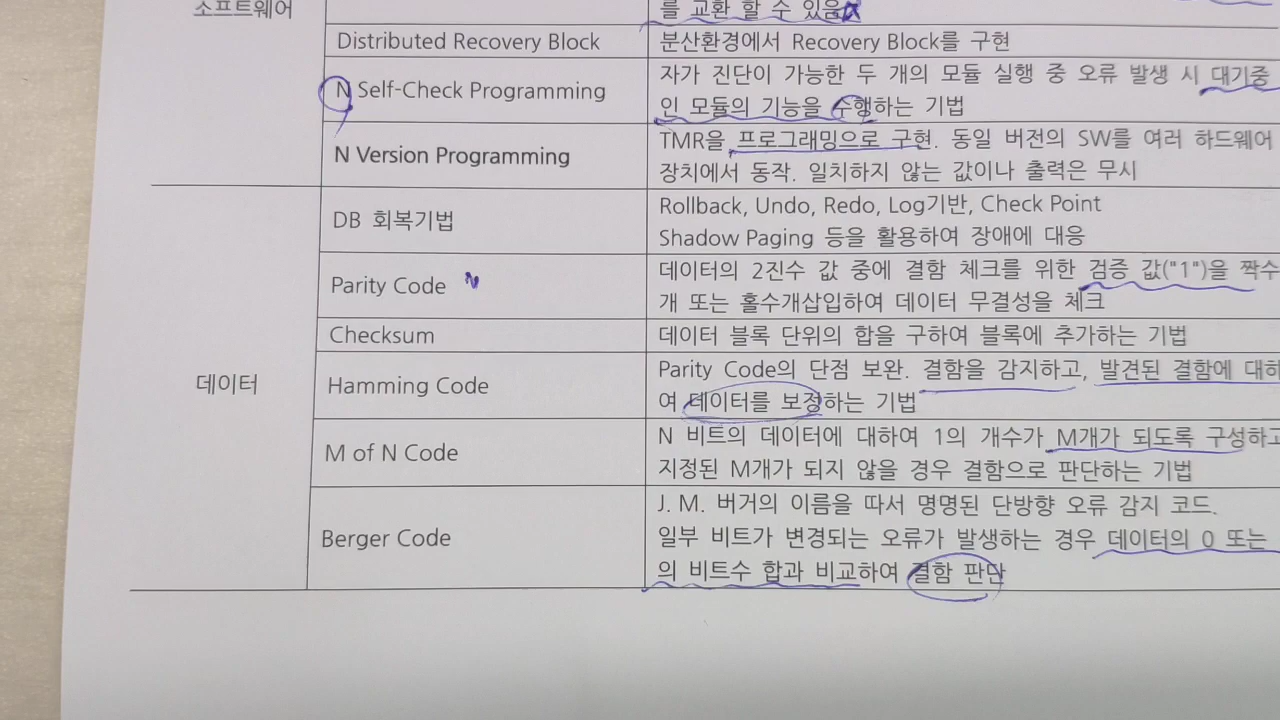 소프트웨어
를 교환 할 수 있음
Distributed Recovery Block
분산환경에서 Recovery Block를 구현
N Self-Check Programming
자가 진단이 가능한 두 개의 모듈 실행 중 오류 발생 시 대기중
인 모듈의 기능을 수행하는 기법
N Version Programming
TMR을 프로그래밍으로 구현. 동일 버전의 SW를 여러 하드웨어
장치에서 동작. 일치하지 않는 값이나 출력은 무시
데이터
DB 회복기법
Rollback, Undo, Redo, Log기반, Check Point
Shadow Paging 등을 활용하여 장애에 대응
Parity Code
데이터의 2진수 값 중에 결함 체크를 위한 검증 값("1")을 짝수
개 또는 홀수개삽입하여 데이터 무결성을 체크
Checksum
데이터 블록 단위의 합을 구하여 블록에 추가하는 기법
Hamming Code
Parity Code의 단점 보완. 결함을 감지하고, 발견된 결함에 대하
여 데이터를 보정하는 기법
M of N Code
N 비트의 데이터에 대하여 1의 개수가 M개가 되도록 구성하고
지정된 M개가 되지 않을 경우 결함으로 판단하는 기법
Berger Code
J. M. 버거의 이름을 따서 명명된 단방향 오류 감지 코드.
일부 비트가 변경되는 오류가 발생하는 경우 데이터의 0 또는
의 비트수 합과 비교하여 결함 판단